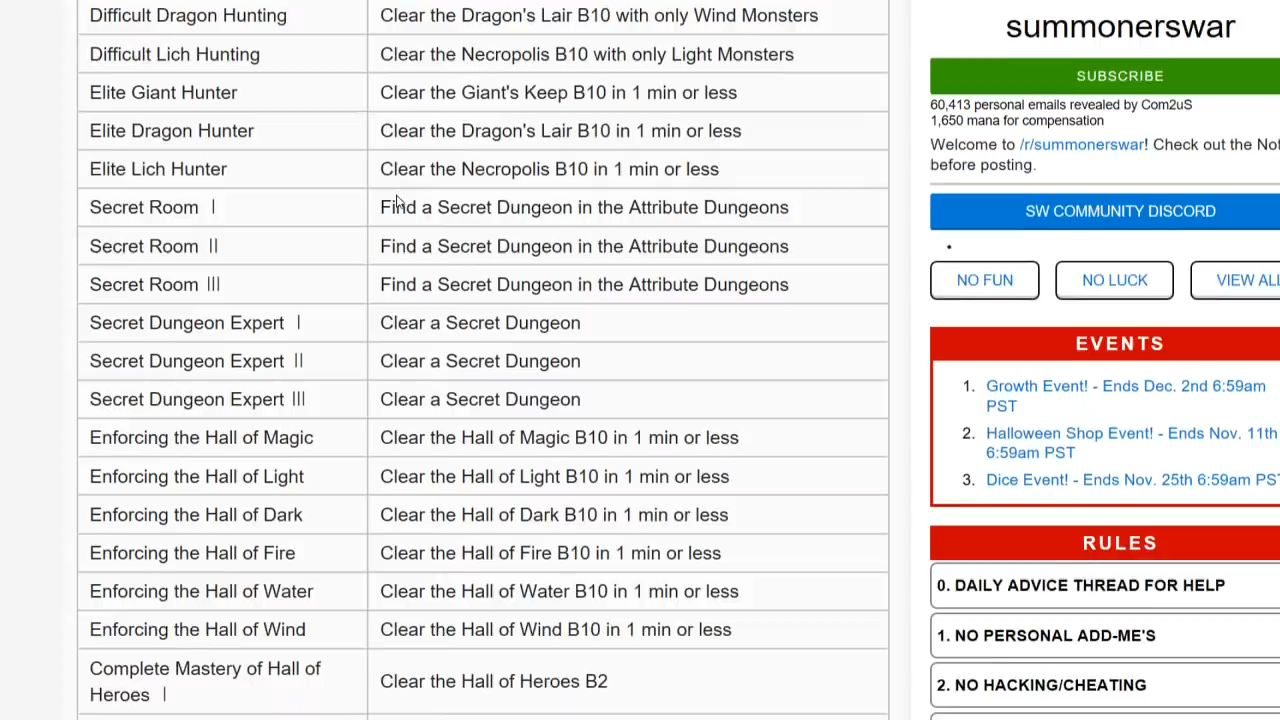 Difficult Dragon Hunting	Clear the Dragon's Lair B10 with only Wind Monsters
Difficult Lich Hunting	Clear the Necropolis B10 with only Light Monsters
Elite Giant Hunter	Clear the Giant's Keep B10 in 1 min or less
Elite Dragon Hunter	Clear the Dragon's Lair B10 in 1 min or less
Elite Lich Hunter	Clear the Necropolis B10 in 1 min or less
Secret Room Ⅰ	Find a Secret Dungeon in the Attribute Dungeons
Secret Room Ⅱ	Find a Secret Dungeon in the Attribute Dungeons
Secret Room Ⅲ	Find a Secret Dungeon in the Attribute Dungeons
Secret Dungeon Expert Ⅰ	Clear a Secret Dungeon
Secret Dungeon Expert Ⅱ	Clear a Secret Dungeon
Secret Dungeon Expert Ⅲ	Clear a Secret Dungeon
Enforcing the Hall of Magic	Clear the Hall of Magic B10 in 1 min or less
Enforcing the Hall of Light	Clear the Hall of Light B10 in 1 min or less
Enforcing the Hall of Dark	Clear the Hall of Dark B10 in 1 min or less
Enforcing the Hall of Fire	Clear the Hall of Fire B10 in 1 min or less
Enforcing the Hall of Water	Clear the Hall of Water B10 in 1 min or less
Enforcing the Hall of Wind	Clear the Hall of Wind B10 in 1 min or less
Complete Mastery of Hall of
Heroes Ⅰ	Clear the Hall of Heroes B2
summonerswar
SUBSCRIBE
60,413 personal emails revealed by Com2uS
1,650 mana for compensation
Welcome to /r/summonerswar! Check out the Not
before posting.
SW COMMUNITY DISCORD
•
NO FUN	NO LUCK	VIEW ALL
EVENTS
1. Growth Event! - Ends Dec. 2nd 6:59am
PST
2. Halloween Shop Event! - Ends Nov. 11th
6:59am PST
3. Dice Event! - Ends Nov. 25th 6:59am PST
RULES
0. DAILY ADVICE THREAD FOR HELP
1. NO PERSONAL ADD-ME'S
2. NO HACKING/CHEATING